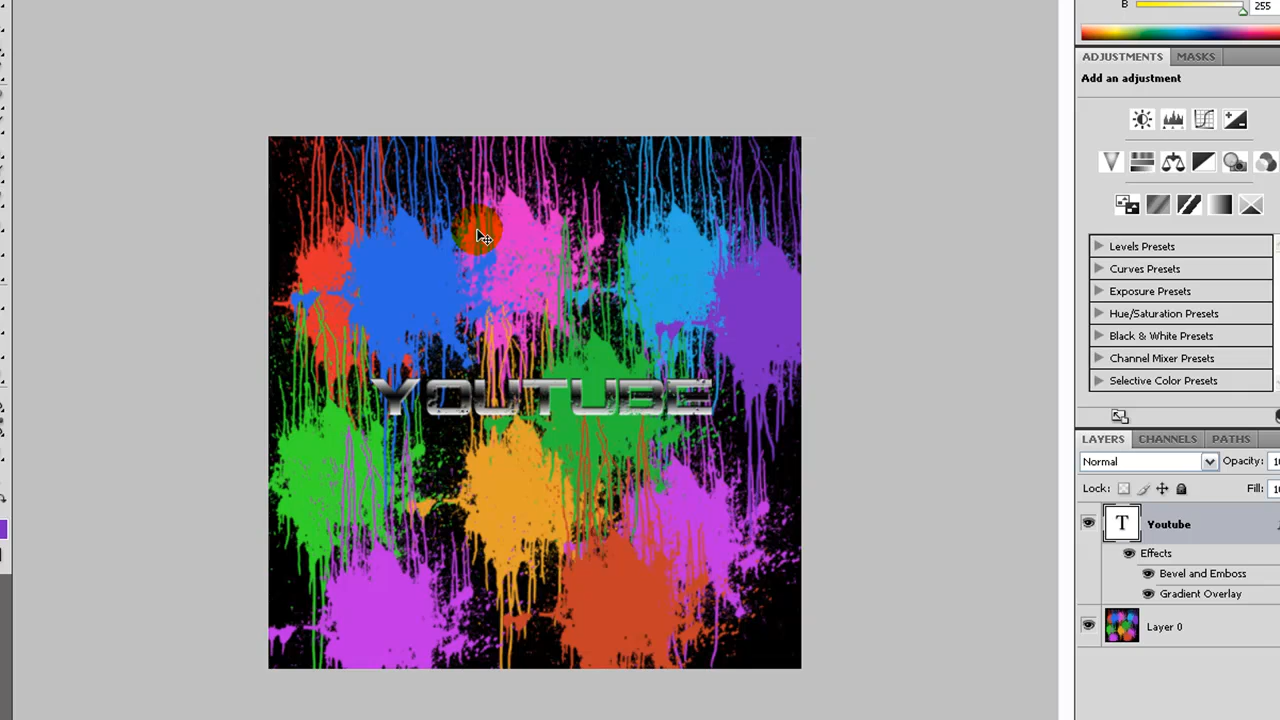 B 255
ADJUSTMENTS MASKS
Add an adjustment
Levels Presets
Curves Presets
Exposure Presets
Hue/Saturation Presets
Black & White Presets
Channel Mixer Presets
Selective Color Presets
YOUTUBE
LAYERS CHANNELS PATHS
Normal Opacity:
Lock: Fill:
T Youtube
Effects
Bevel and Emboss
Gradient Overlay
Layer 0